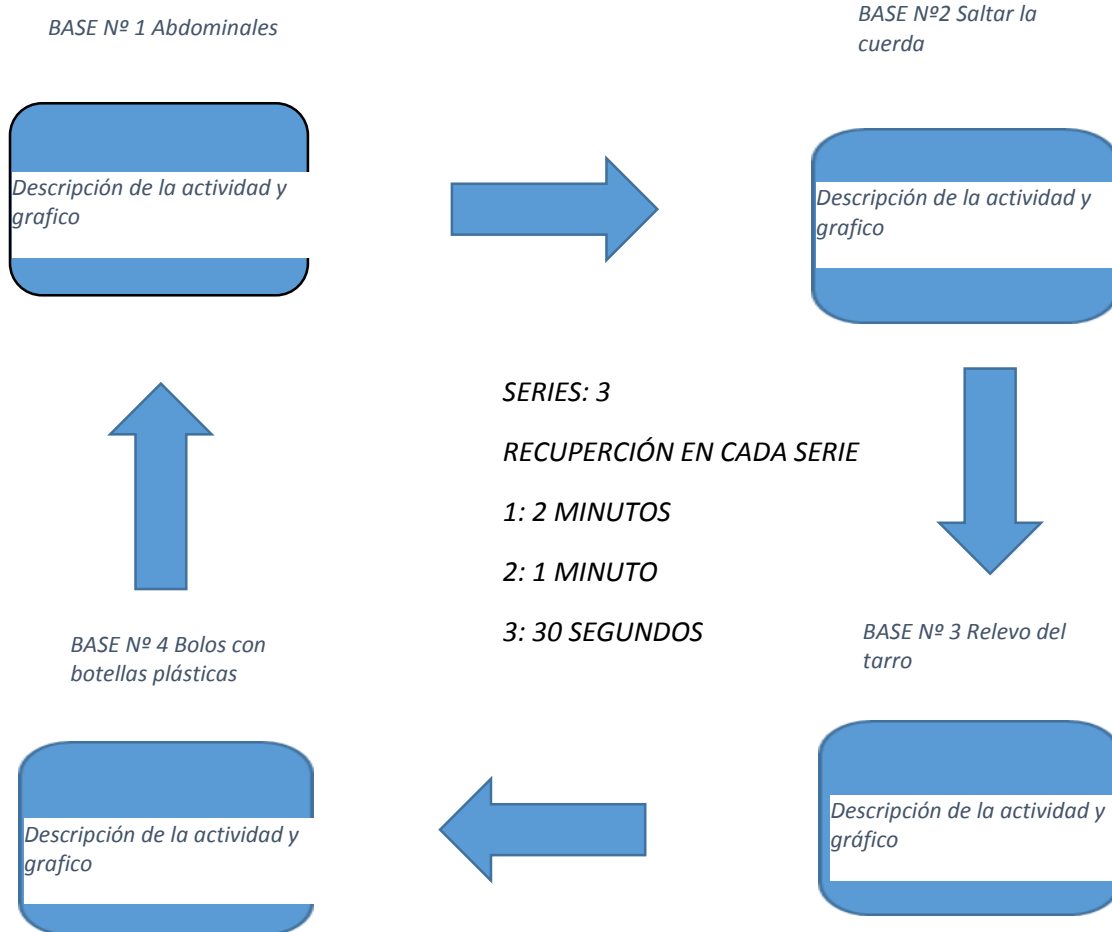 BASE Nº 1 Abdominales
BASE Nº2 Saltar la
cuerda
Descripción de la actividad y
grafico
Descripción de la actividad y
grafico
SERIES: 3
RECUPERCIÓN EN CADA SERIE
1: 2 MINUTOS
2: 1 MINUTO
3: 30 SEGUNDOS
BASE Nº 4 Bolos con
botellas plásticas
BASE Nº 3 Relevo del
tarro
Descripción de la actividad y
grafico
Descripción de la actividad y
gráfico